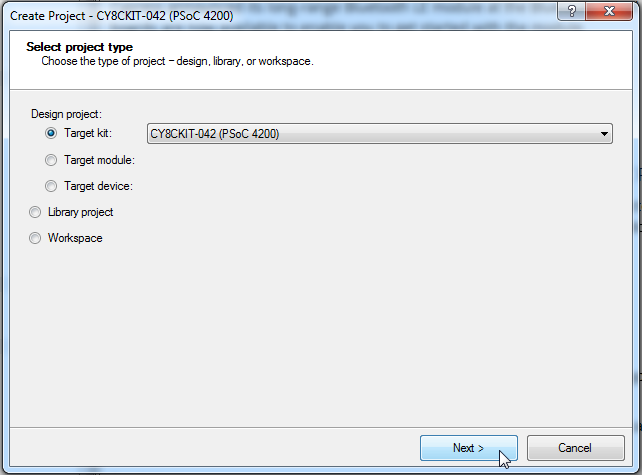 Create Project - CY8CKIT-042 (PSoC 4200)
Select project type
Choose the type of project - design, library, or workspace.
Design project:
Target kit: CY8CKIT-042 (PSoC 4200)
Target module:
Target device:
Library project
Workspace
Next >
Cancel